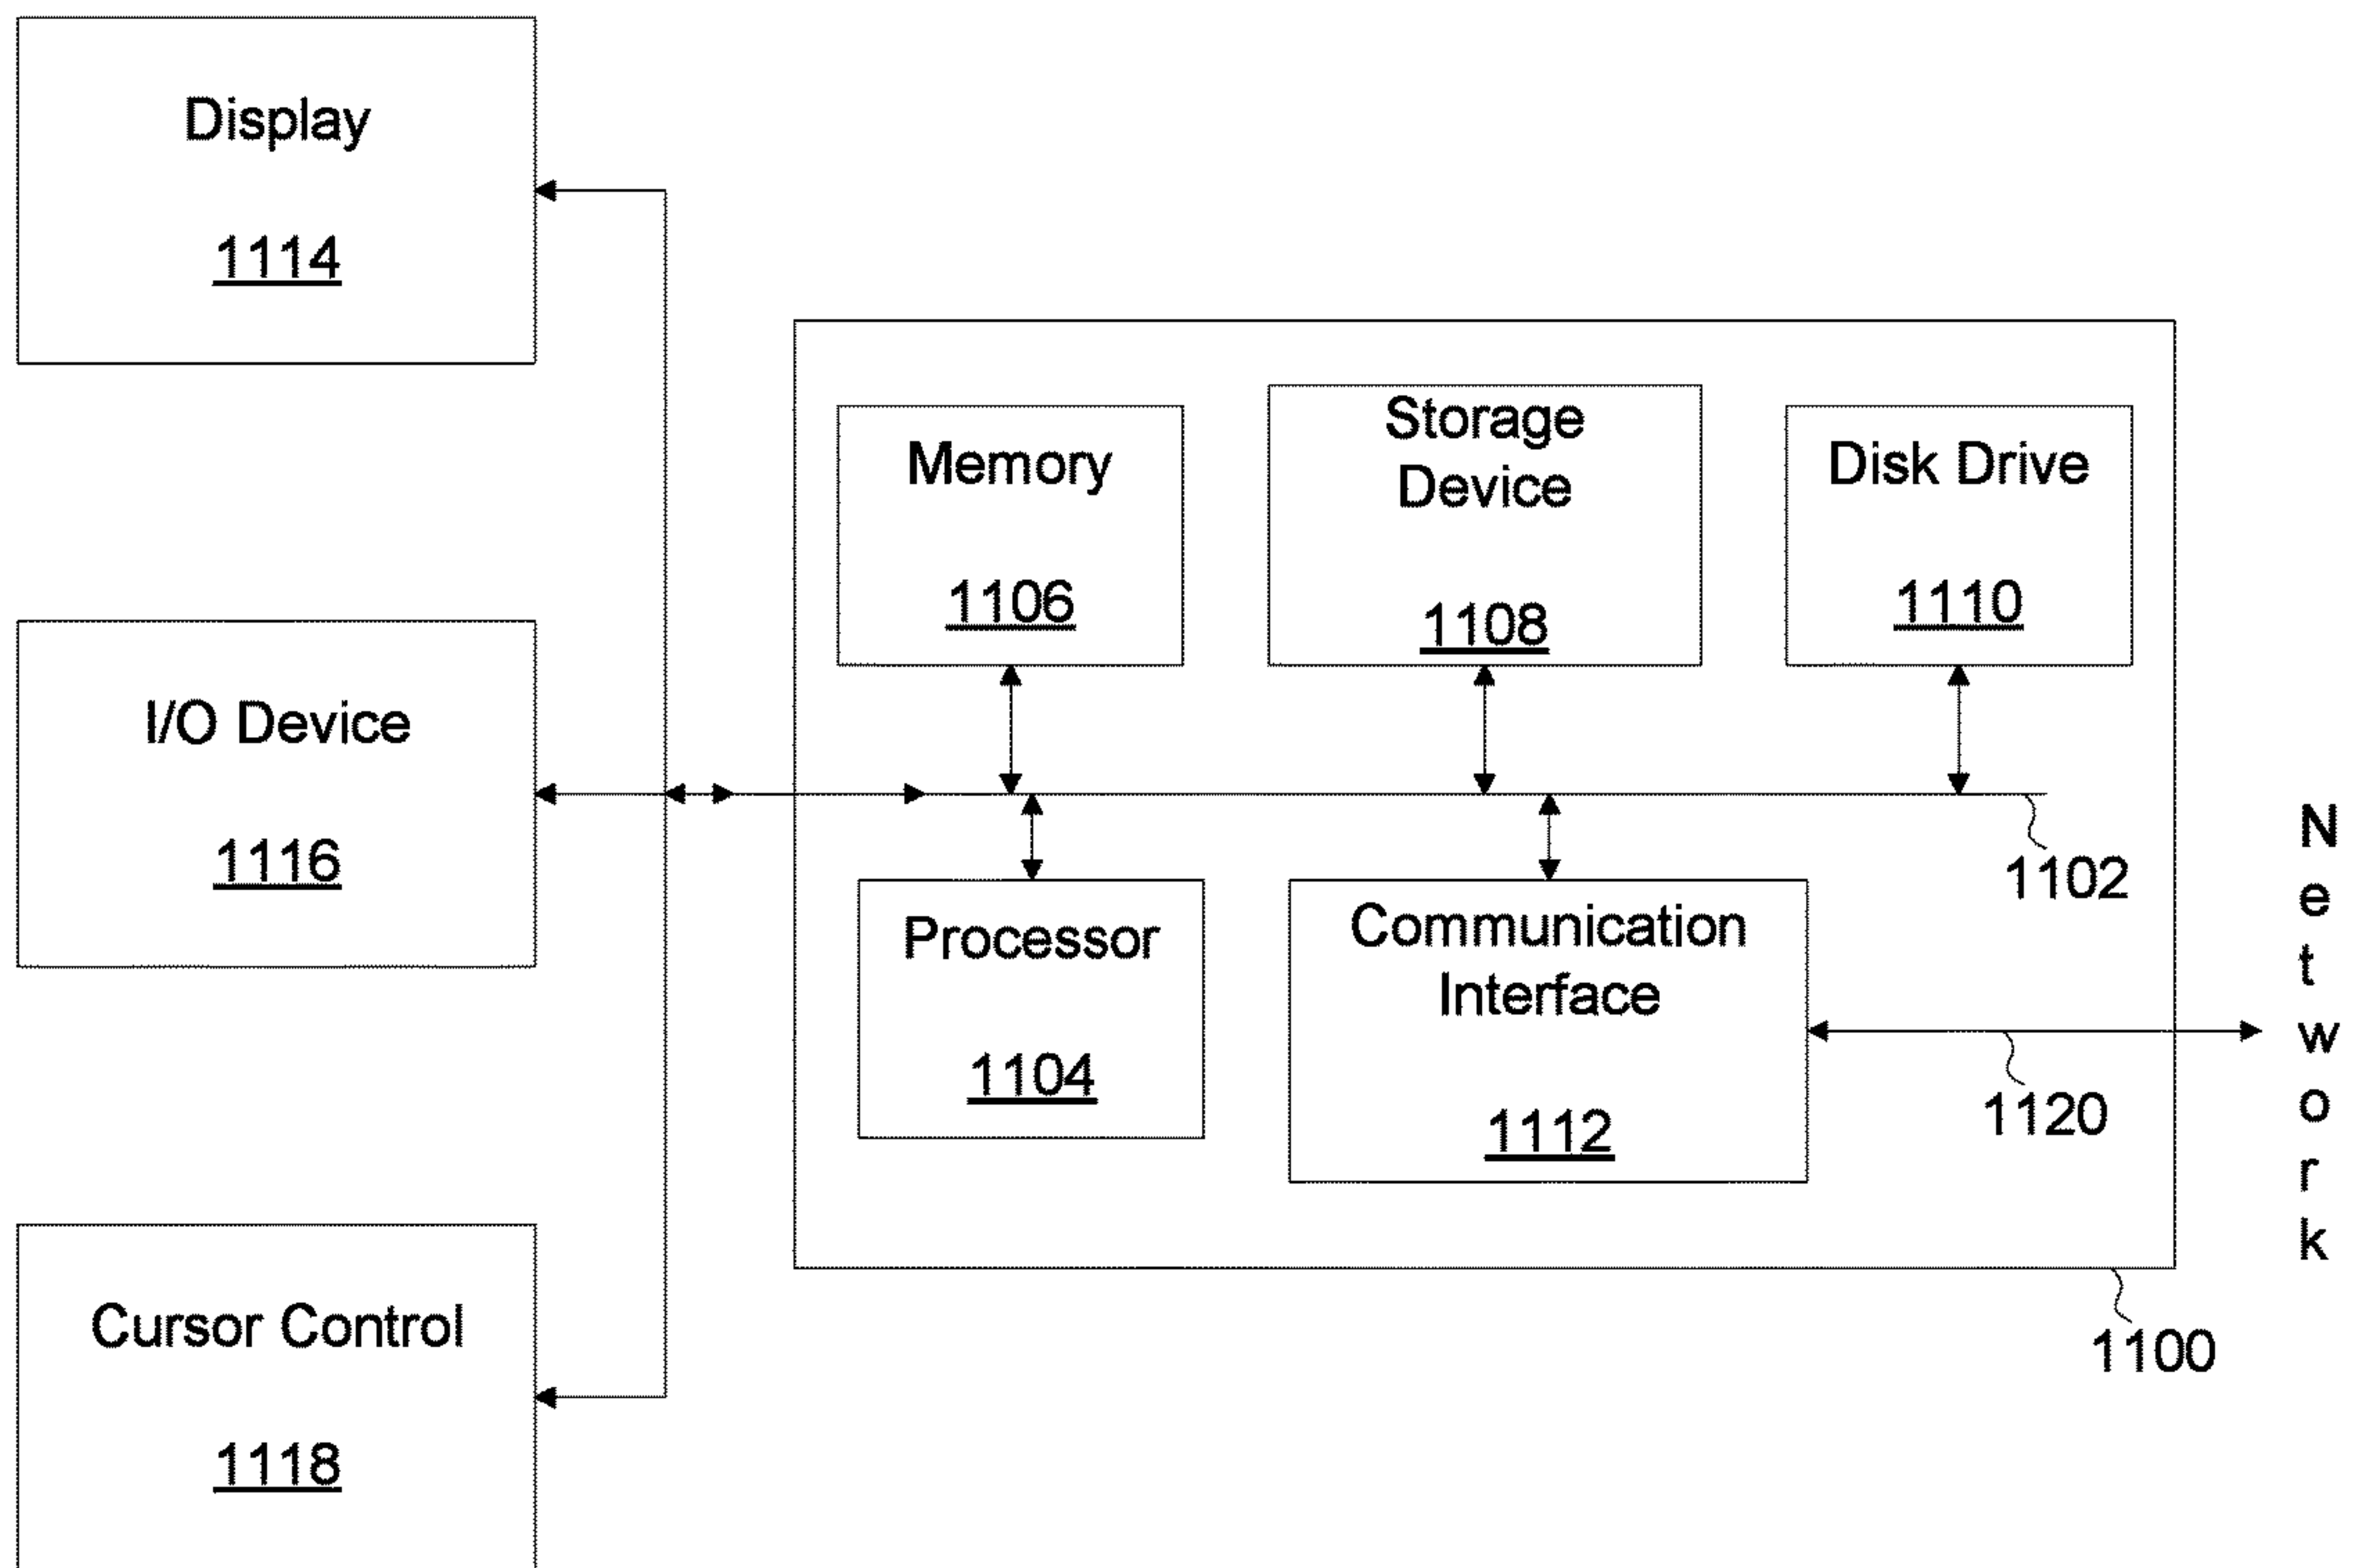 Display
1114
Memory
1106
Storage
Device
1108
Disk Drive
1110
I/O Device
1116
1102
Processor
1104
Communication
Interface
1112
1120
Network
Cursor Control
1118
1100